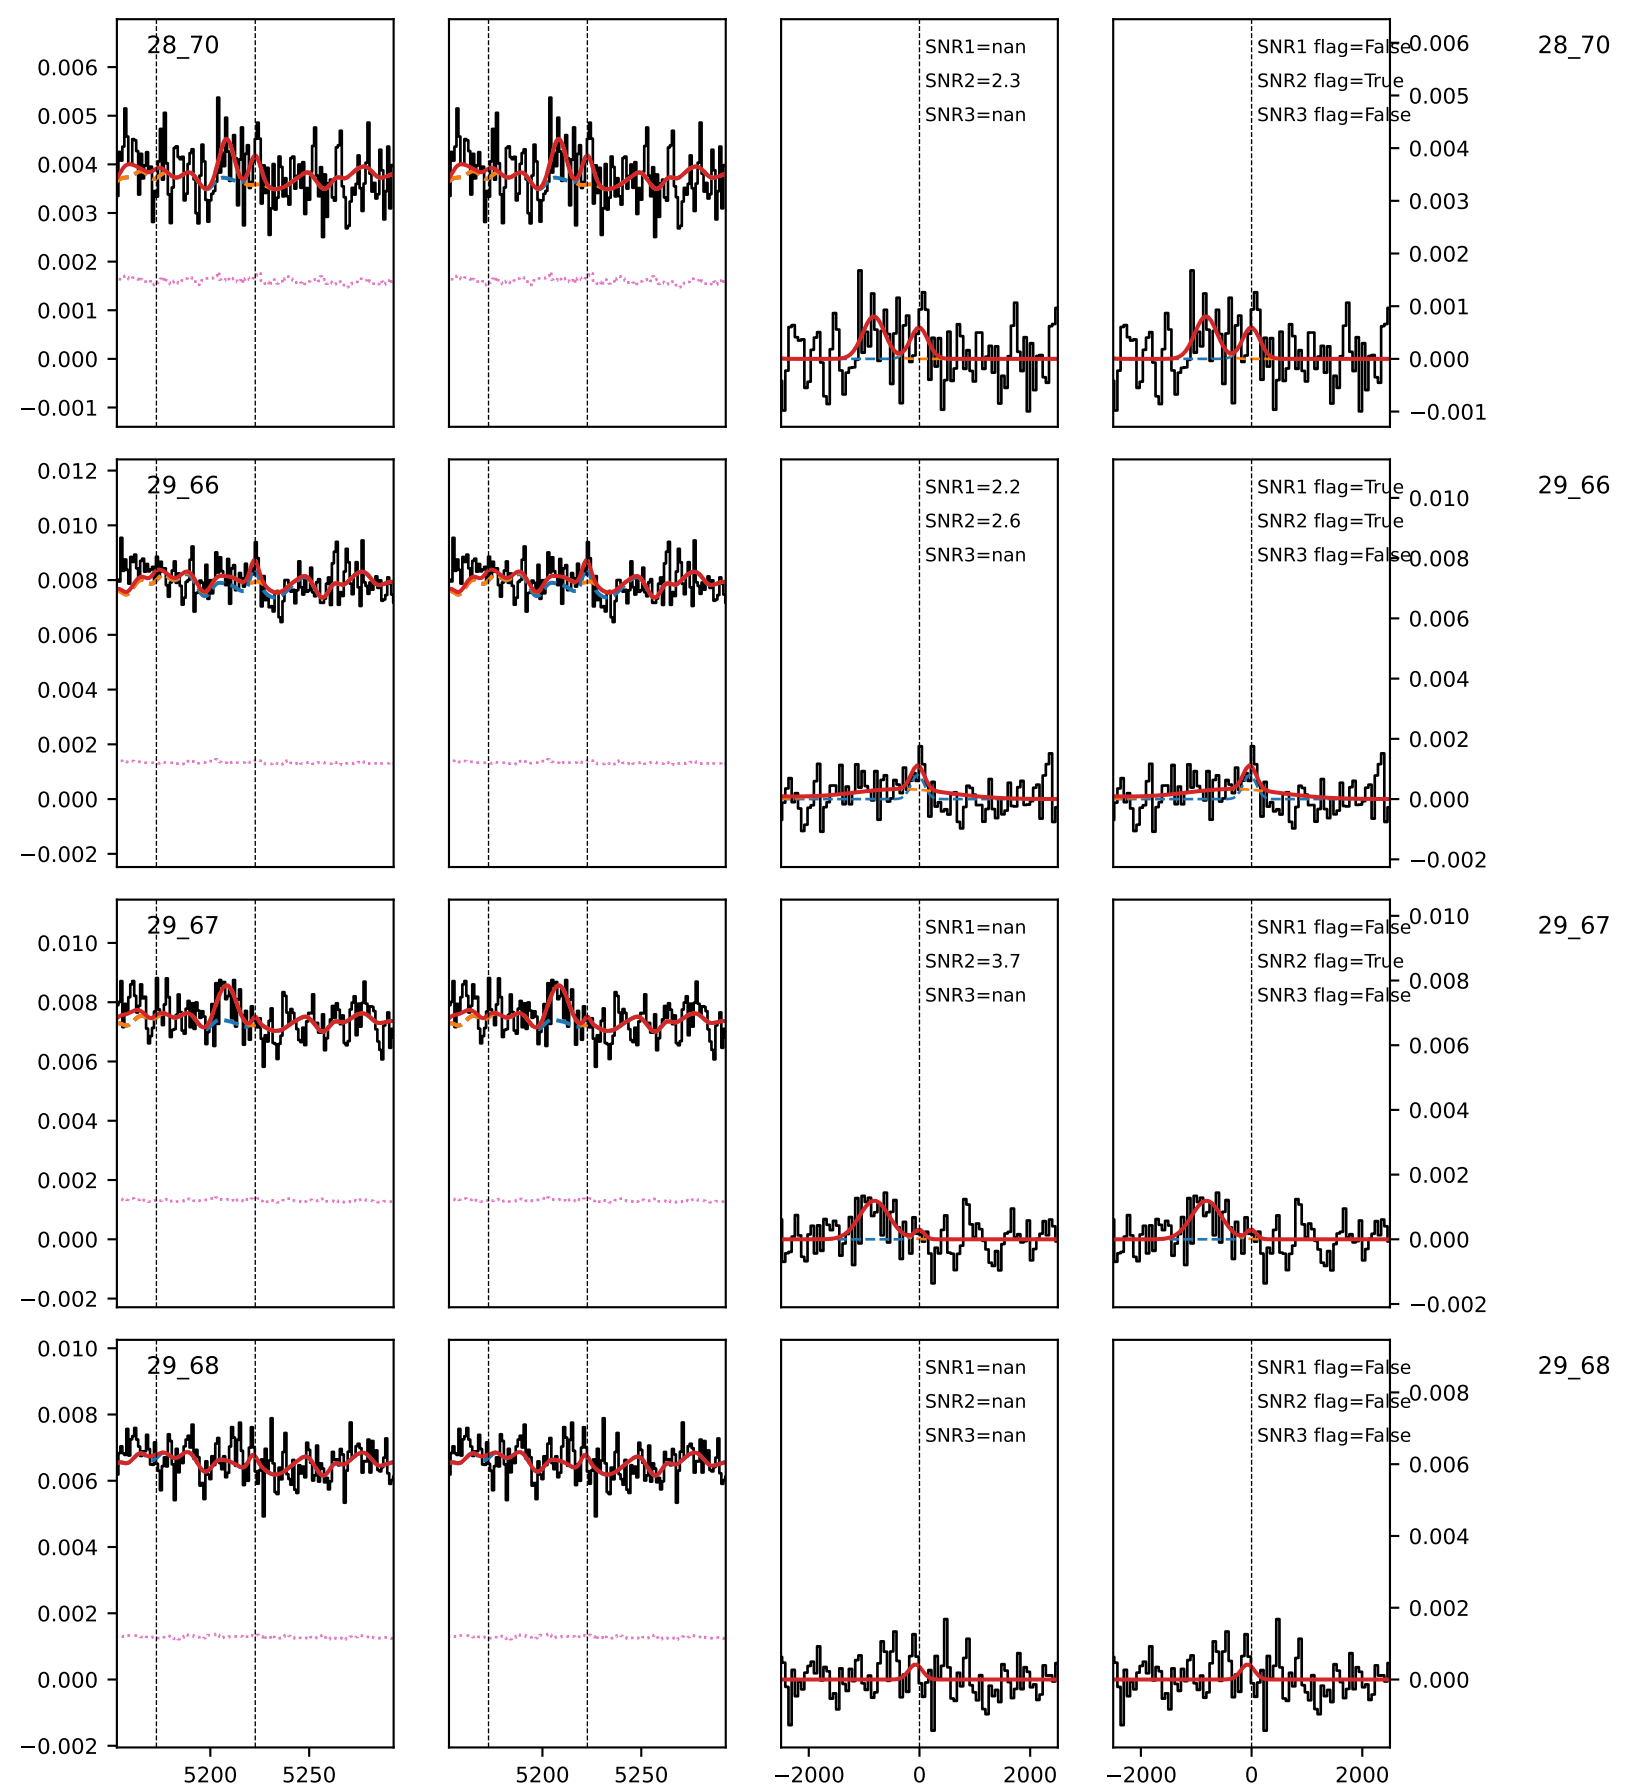 28_70
0.006
0.005
0.004
0.003
0.002
0.001
0.000
−0.001
SNR1=nan
SNR2=2.3
SNR3=nan
SNR1 flag=False
SNR2 flag=True
SNR3 flag=False
0.006
0.005
0.004
0.003
0.002
0.001
0.000
−0.001
28_70
29_66
0.012
0.010
0.008
0.006
0.004
0.002
0.000
−0.002
SNR1=2.2
SNR2=2.6
SNR3=nan
SNR1 flag=True
SNR2 flag=True
SNR3 flag=False
0.010
0.008
0.006
0.004
0.002
0.000
−0.002
29_66
29_67
0.010
0.008
0.006
0.004
0.002
0.000
−0.002
SNR1=nan
SNR2=3.7
SNR3=nan
SNR1 flag=False
SNR2 flag=True
SNR3 flag=False
0.010
0.008
0.006
0.004
0.002
0.000
−0.002
29_67
29_68
0.010
0.008
0.006
0.004
0.002
0.000
−0.002
SNR1=nan
SNR2=nan
SNR3=nan
SNR1 flag=False
SNR2 flag=False
SNR3 flag=False
0.008
0.006
0.004
0.002
0.000
29_68
5200 5250
5200 5250
−2000 0 2000
−2000 0 2000